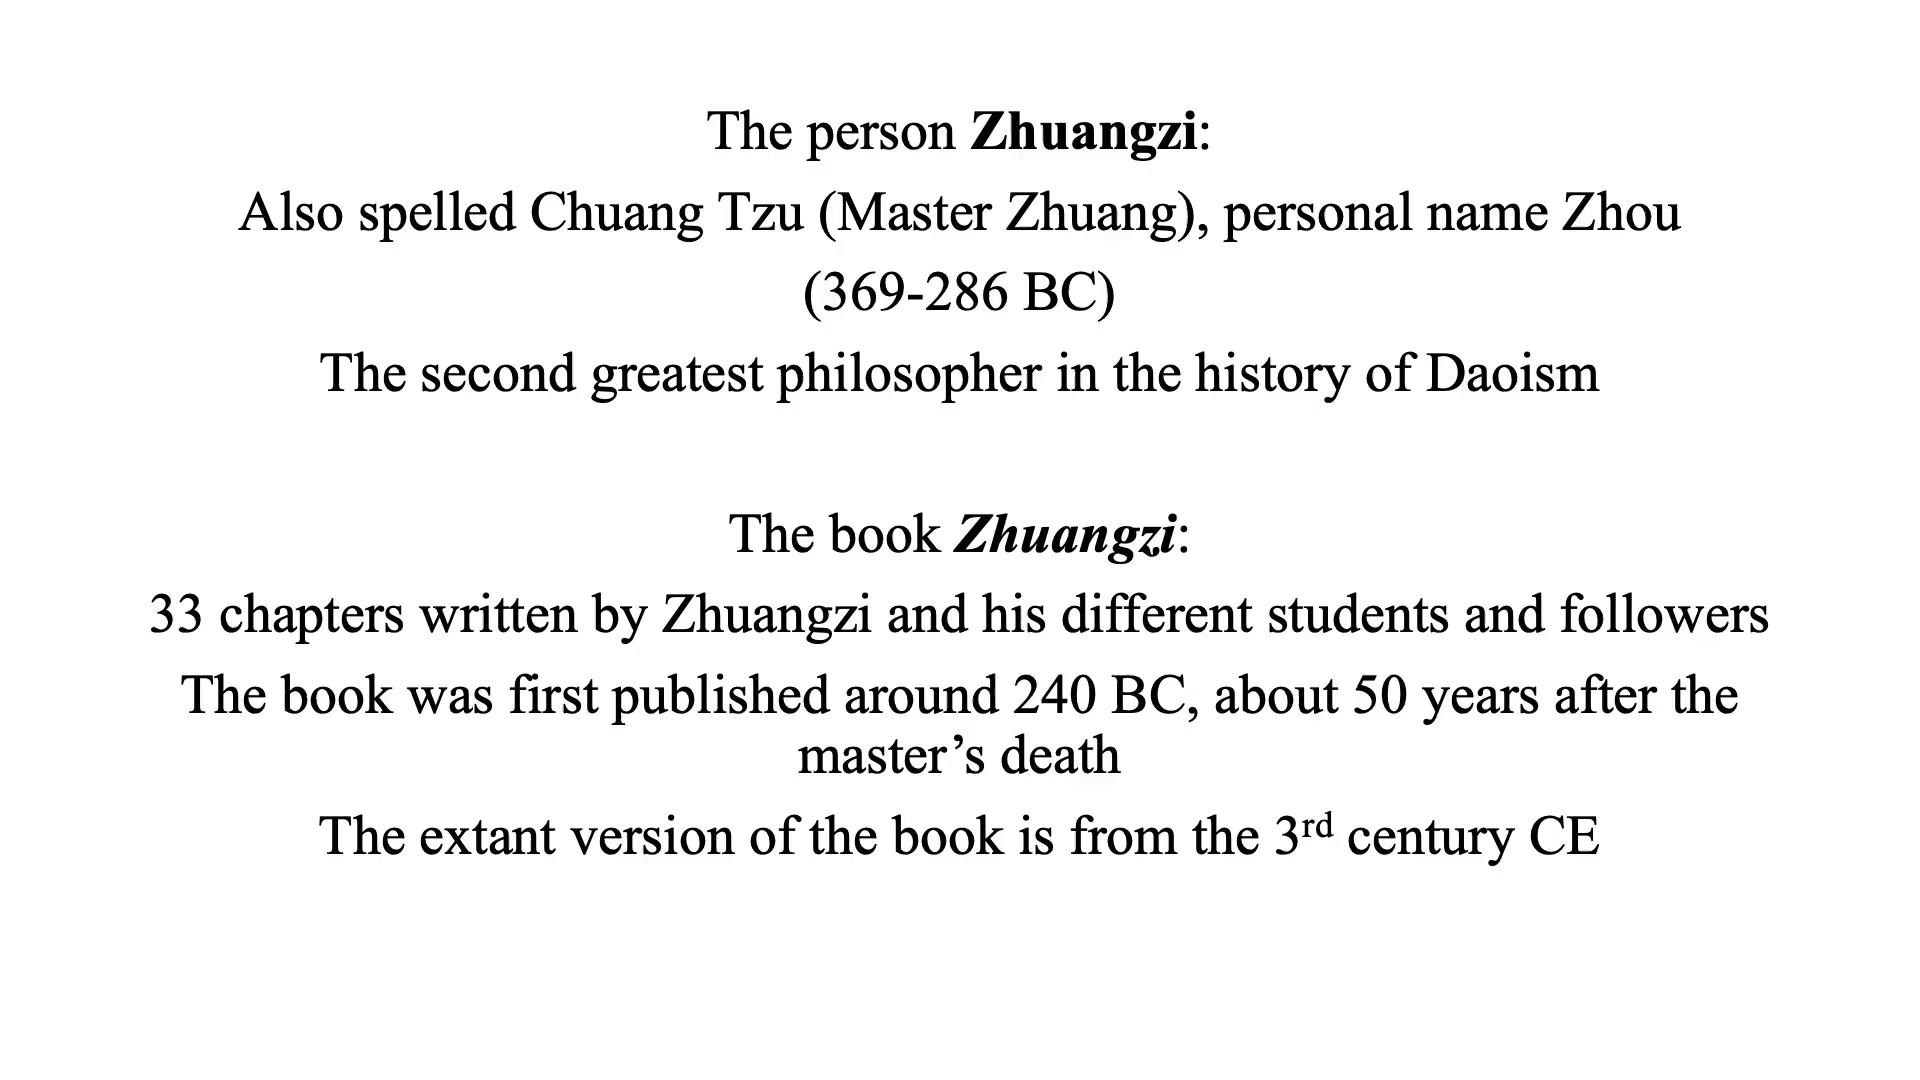 The person Zhuangzi:
Also spelled Chuang Tzu (Master Zhuang), personal name Zhou
(369-286 BC)
The second greatest philosopher in the history of Daoism
The book Zhuangzi:
33 chapters written by Zhuangzi and his different students and followers
The book was first published around 240 BC, about 50 years after the
master’s death
The extant version of the book is from the 3rd century CE